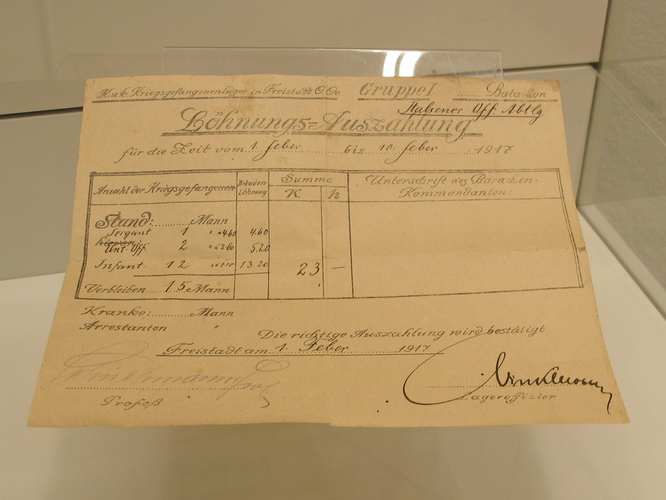 K.u.k. Kriegsgefangenenlager in Freistadt O.Oe. Gruppe I ...... Bataillon
Italiener Off. Abtlg
Löhnungs=Auszahlung
für die Zeit vom 1 Feber bis 10 Feber 1917
Anzahl der Kriegsgefangenen Löhnung Summe K h Unterschrift des Baracken-Kommandanten
Stand: ........ Mann
Sergant 1 " à 4.60 4.60
Unt. Off 2 " à 2.60 5.20
Infant 12 " à 1.10 13.20 23 —
Verbleiben 15 Mann
Kranke: ........ Mann
Arrestanten "
Die richtige Auszahlung wird bestätigt
Freistadt am 1. Feber 1917
Profoß Lageroffizier